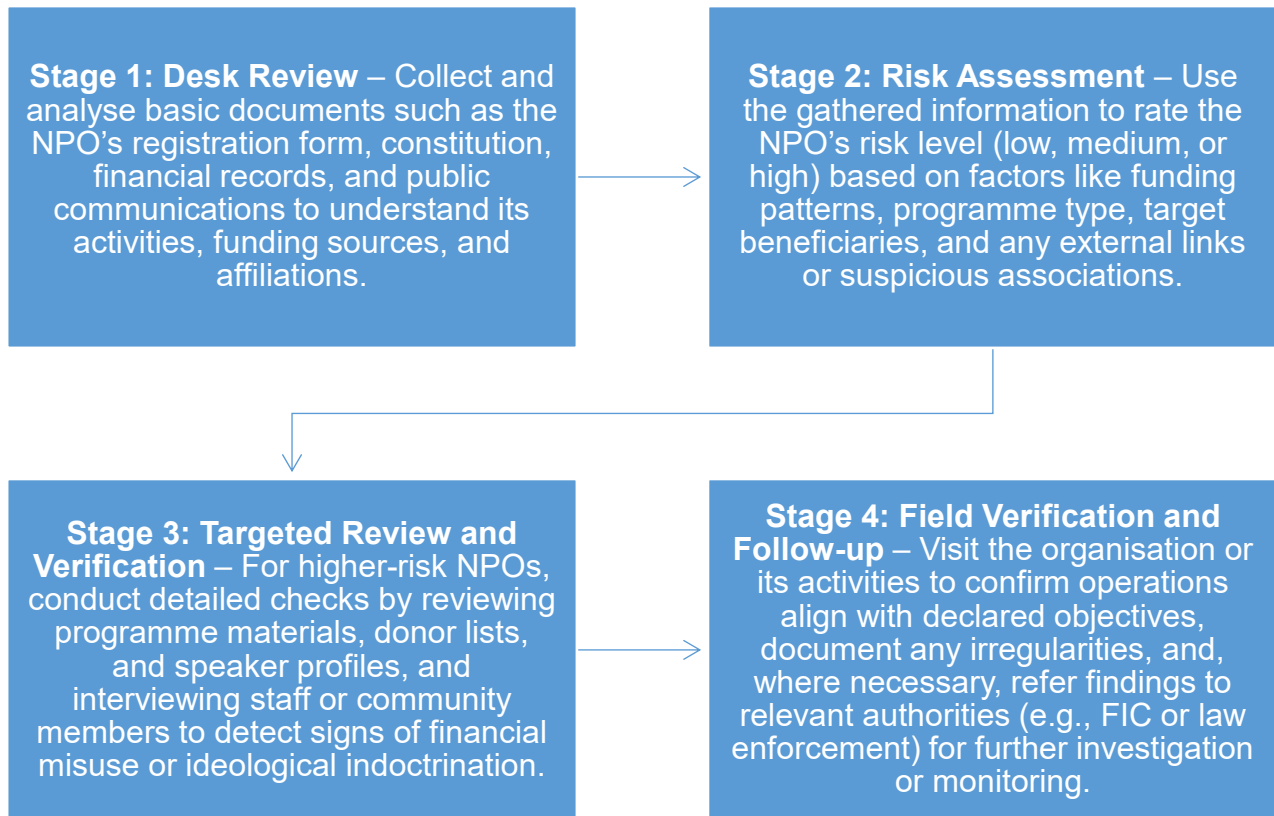 Stage 1: Desk Review – Collect and
analyse basic documents such as the
NPO’s registration form, constitution,
financial records, and public
communications to understand its
activities, funding sources, and
affiliations.
Stage 2: Risk Assessment – Use
the gathered information to rate the
NPO’s risk level (low, medium, or
high) based on factors like funding
patterns, programme type, target
beneficiaries, and any external links
or suspicious associations.
Stage 3: Targeted Review and
Verification – For higher-risk NPOs,
conduct detailed checks by reviewing
programme materials, donor lists,
and speaker profiles, and
interviewing staff or community
members to detect signs of financial
misuse or ideological indoctrination.
Stage 4: Field Verification and
Follow-up – Visit the organisation or
its activities to confirm operations
align with declared objectives,
document any irregularities, and,
where necessary, refer findings to
relevant authorities (e.g., FIC or law
enforcement) for further investigation
or monitoring.